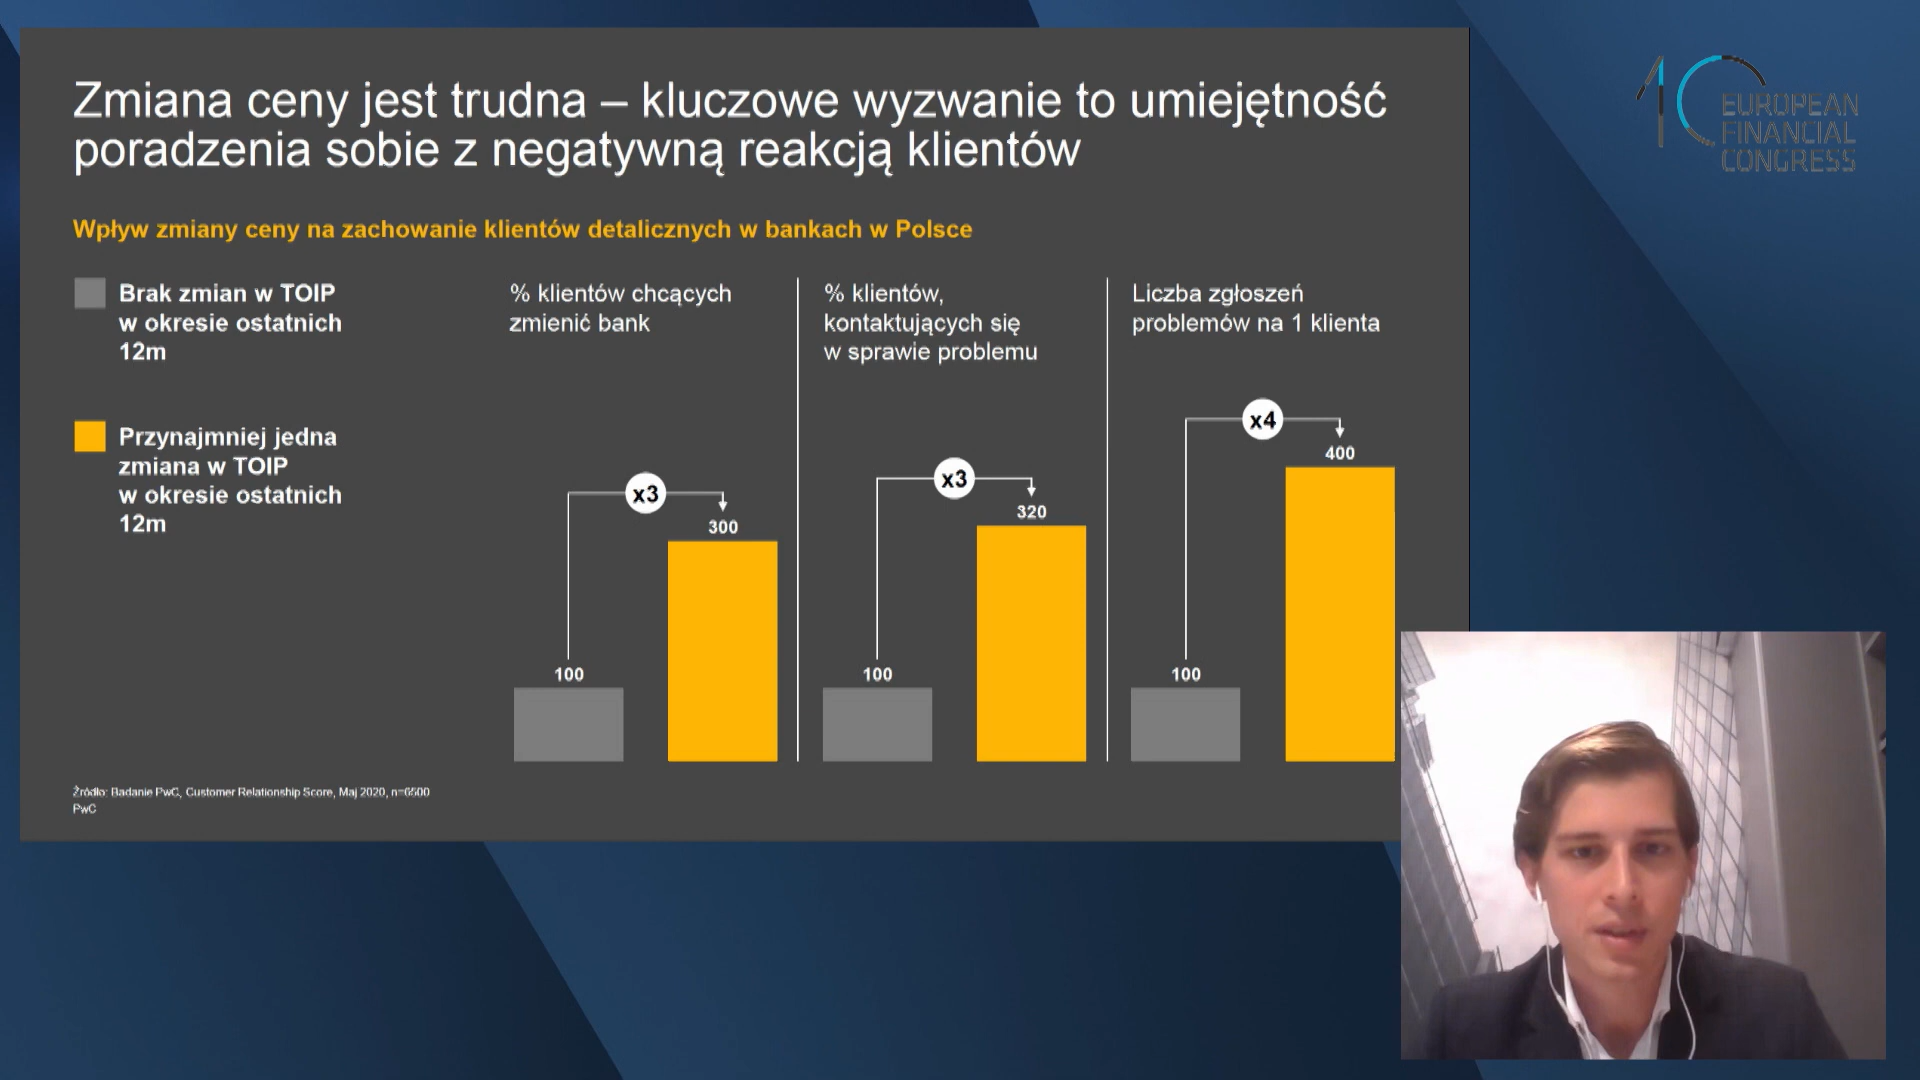 Zmiana ceny jest trudna – kluczowe wyzwanie to umiejętność
poradzenia sobie z negatywną reakcją klientów
Wpływ zmiany ceny na zachowanie klientów detalicznych w bankach w Polsce
Brak zmian w TOIP
w okresie ostatnich
12m
Przynajmniej jedna
zmiana w TOIP
w okresie ostatnich
12m
% klientów chcących
zmienić bank
x3
300
100
% klientów,
kontaktujących się
w sprawie problemu
x3
320
100
Liczba zgłoszeń
problemów na 1 klienta
x4
400
100
Źródło: Badanie PwC, Customer Relationship Score, Maj 2020, n=6500
PwC
10
EUROPEAN
FINANCIAL
CONGRESS